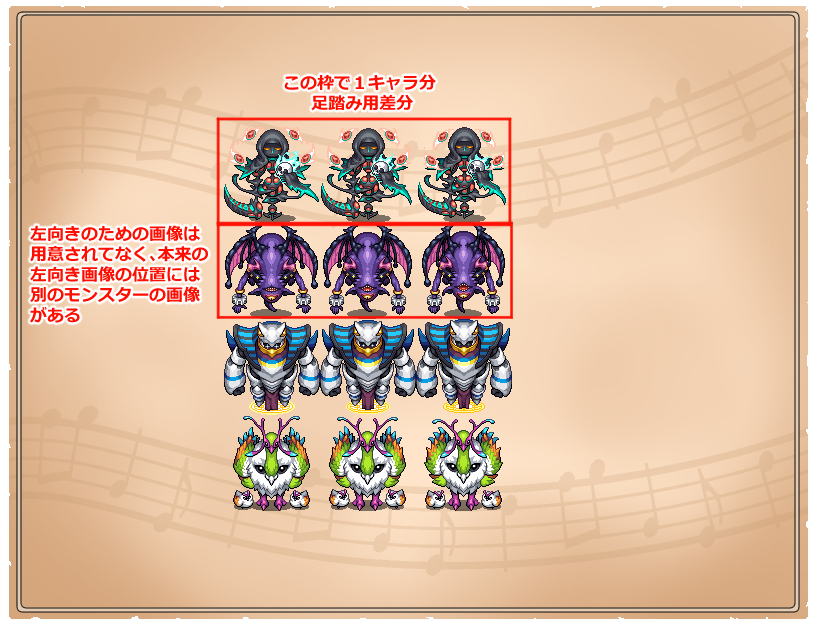 この枠で１キャラ分
足踏み用差分
左向きのための画像は
用意されてなく､本来の
左向き画像の位置には
別のモンスターの画像
がある